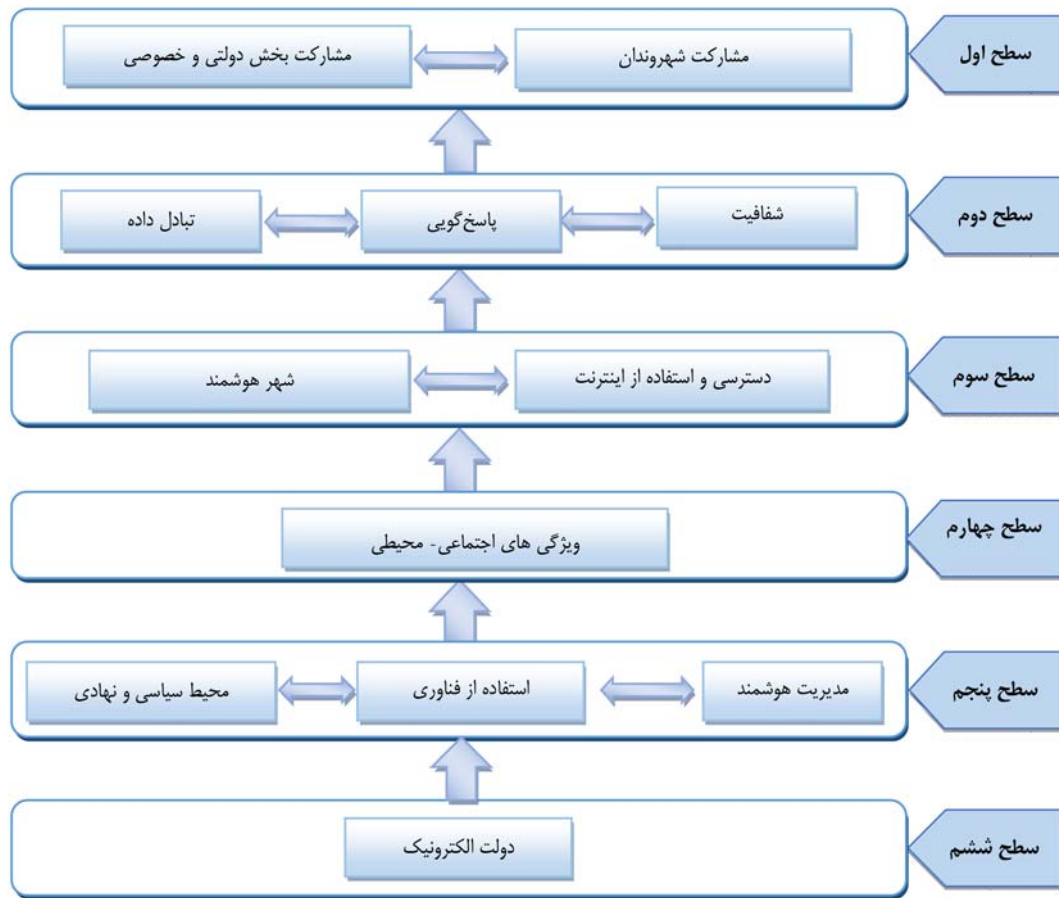 سطح اول
مشارکت شهروندان
مشارکت بخش دولتی و خصوصی
سطح دوم
شفافیت
پاسخ‌گویی
تبادل داده
سطح سوم
دسترسی و استفاده از اینترنت
شهر هوشمند
سطح چهارم
ویژگی های اجتماعی- محیطی
سطح پنجم
مدیریت هوشمند
استفاده از فناوری
محیط سیاسی و نهادی
سطح ششم
دولت الکترونیک